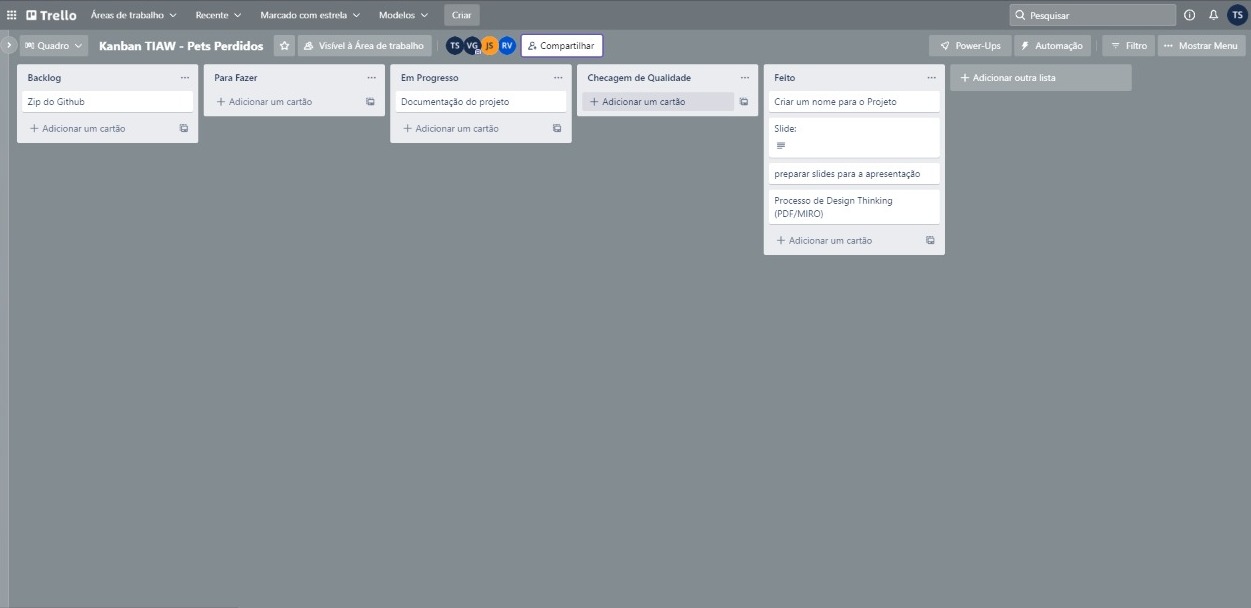 Trello Áreas de trabalho Recente Marcado com estrela Modelos Criar Pesquisar TS
Quadro Kanban TIAW - Pets Perdidos Visível à Área de trabalho TS VG JS RV Compartilhar Power-Ups Automação Filtro Mostrar Menu
Backlog
Zip do Github
Adicionar um cartão
Para Fazer
Adicionar um cartão
Em Progresso
Documentação do projeto
Adicionar um cartão
Checagem de Qualidade
Adicionar um cartão
Feito
Criar um nome para o Projeto
Slide:
preparar slides para a apresentação
Processo de Design Thinking
(PDF/MIRO)
Adicionar um cartão
Adicionar outra lista